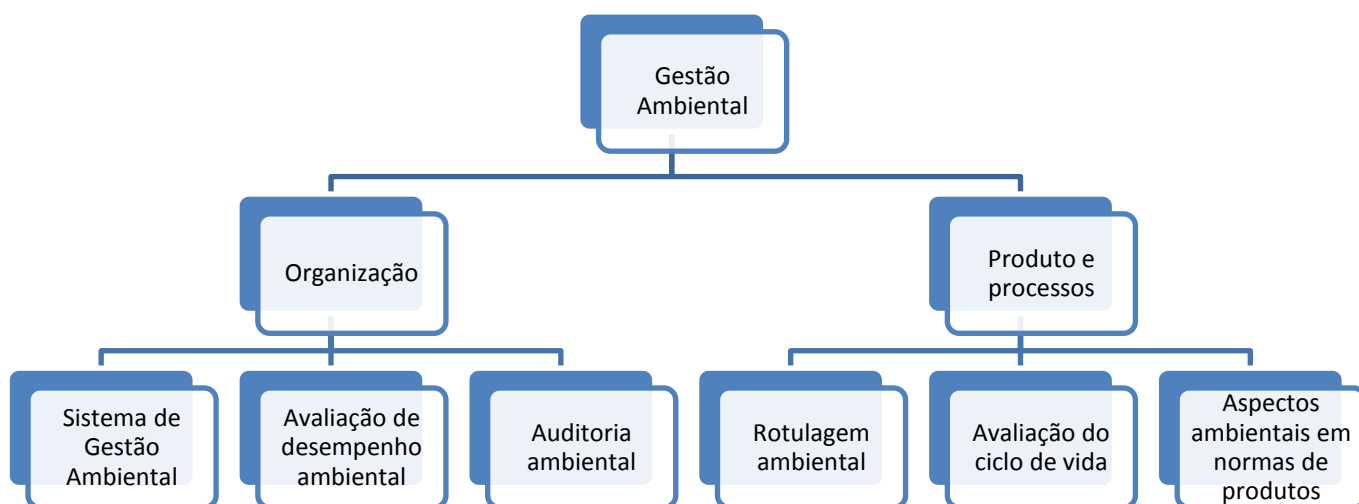 Gestão
Ambiental
Organização
Produto e
processos
Sistema de
Gestão
Ambiental
Avaliação de
desempenho
ambiental
Auditoria
ambiental
Rotulagem
ambiental
Avaliação do
ciclo de vida
Aspectos
ambientais em
normas de
produtos